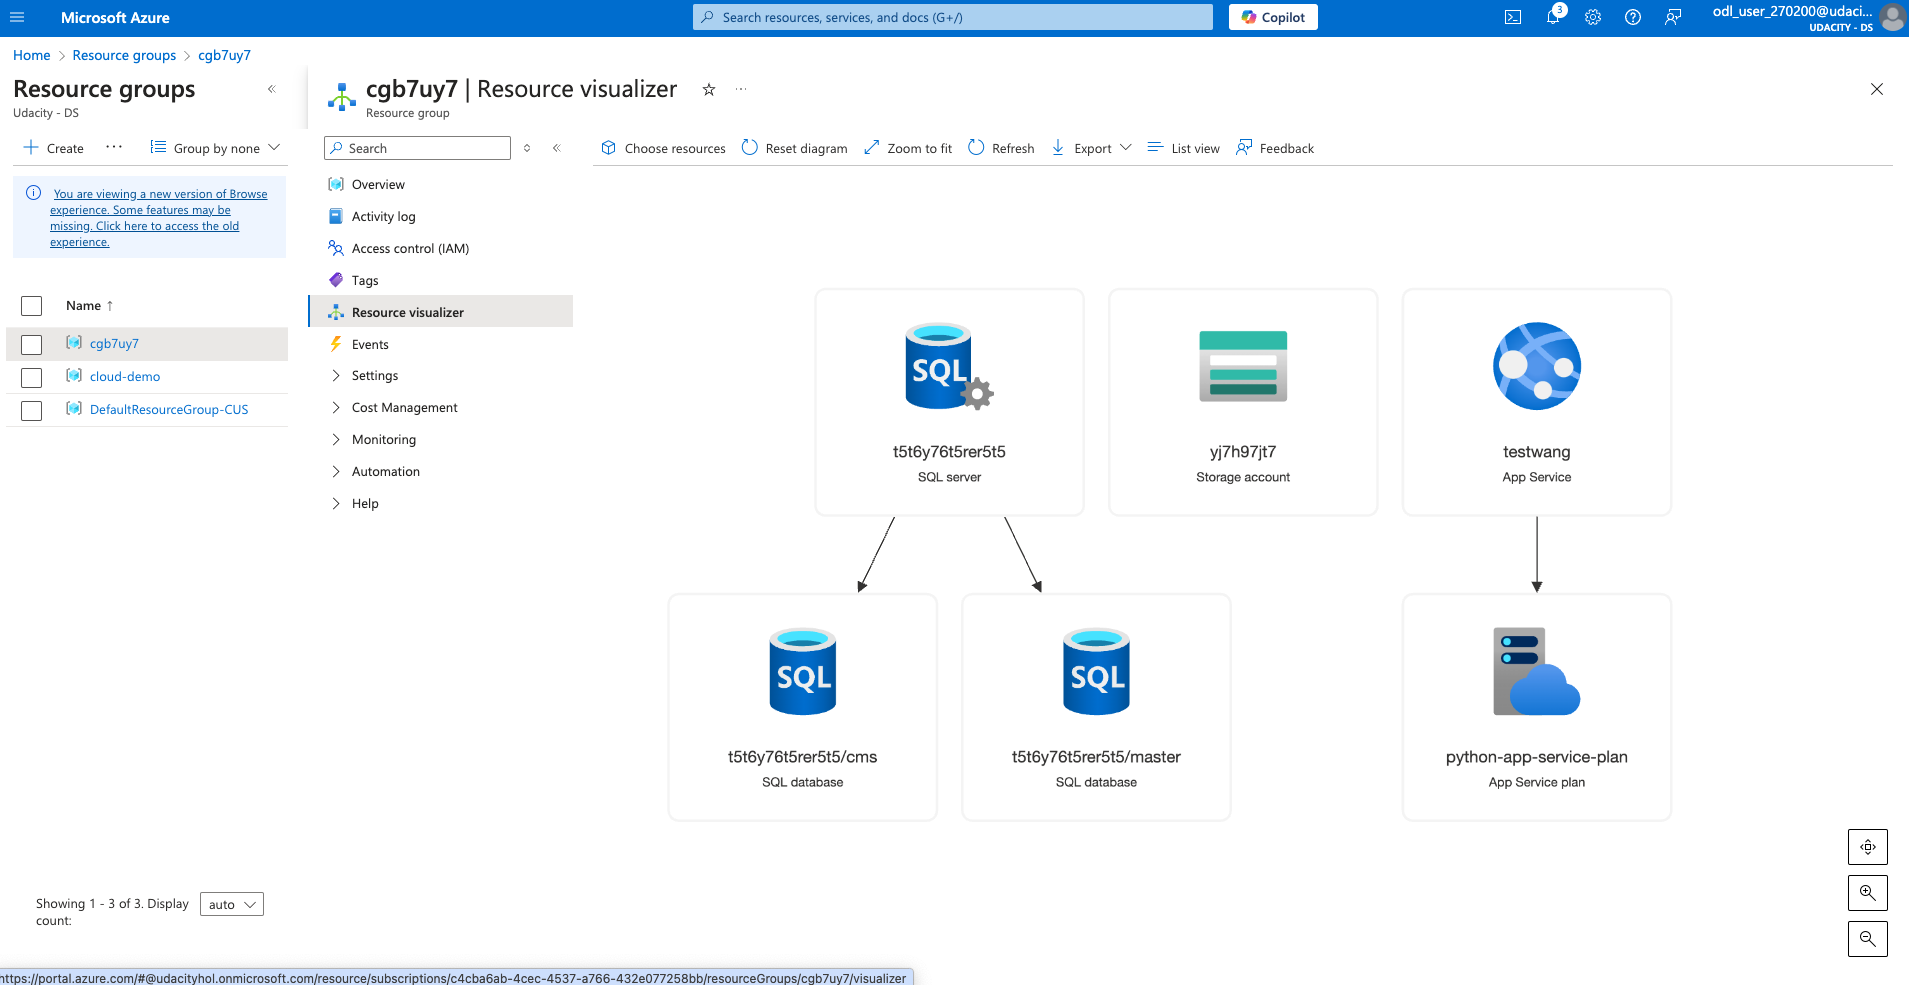 Microsoft Azure
Search resources, services, and docs (G+/)
Copilot
3
odl_user_270200@udaci...
UDACITY - DS
Home > Resource groups > cgb7uy7
Resource groups
Udacity - DS
cgb7uy7 | Resource visualizer
Resource group
Create
Group by none
Search
Choose resources
Reset diagram
Zoom to fit
Refresh
Export
List view
Feedback
You are viewing a new version of Browse
experience. Some features may be
missing. Click here to access the old
experience.
Name ↑
cgb7uy7
cloud-demo
DefaultResourceGroup-CUS
Overview
Activity log
Access control (IAM)
Tags
Resource visualizer
Events
Settings
Cost Management
Monitoring
Automation
Help
SQL
t5t6y76t5rer5t5
SQL server
yj7h97jt7
Storage account
testwang
App Service
SQL
t5t6y76t5rer5t5/cms
SQL database
SQL
t5t6y76t5rer5t5/master
SQL database
python-app-service-plan
App Service plan
Showing 1 - 3 of 3. Display
count:
auto
https://portal.azure.com/#@udacityhol.onmicrosoft.com/resource/subscriptions/c4cba6ab-4cec-4537-a766-432e077258bb/resourceGroups/cgb7uy7/visualizer